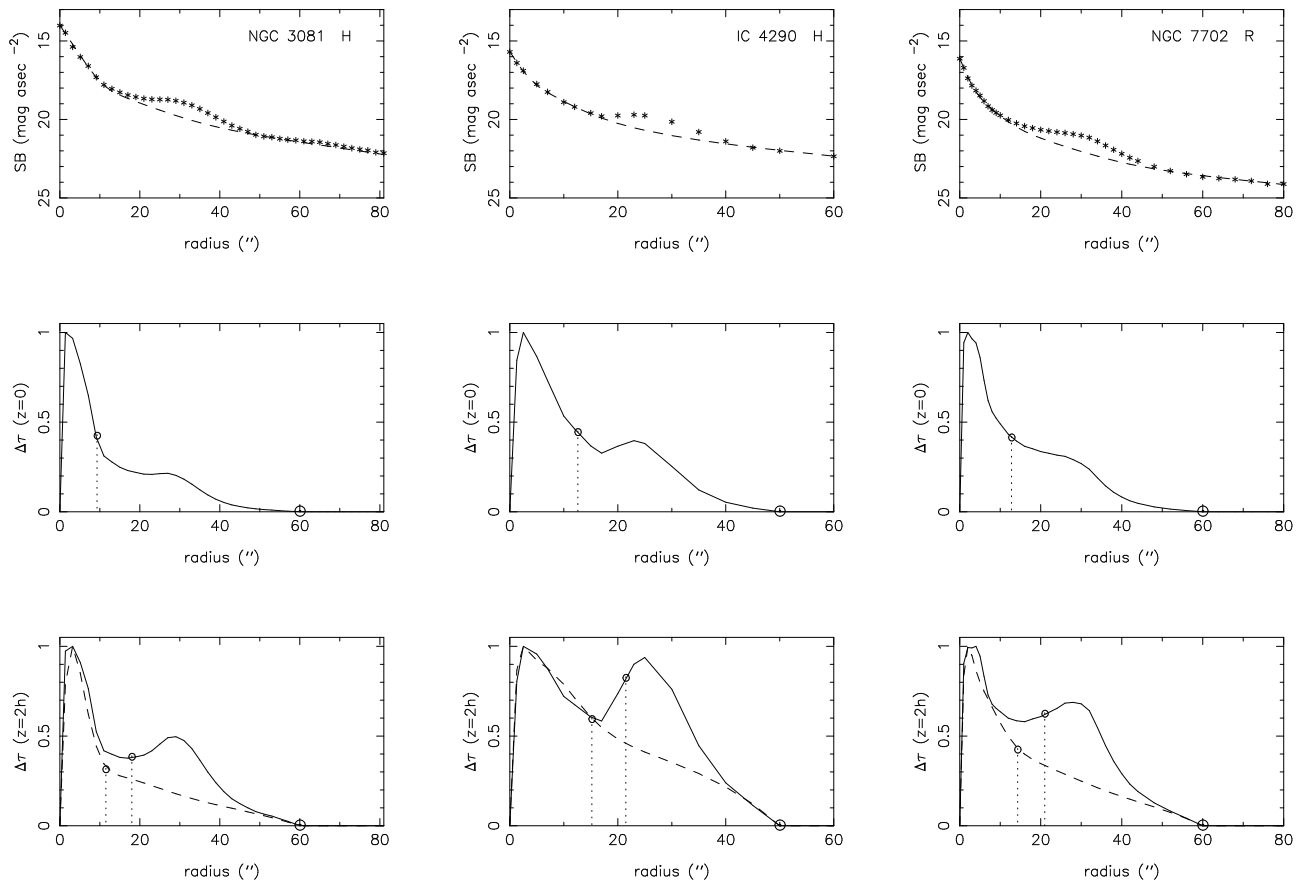 NGC 3081 H
15
20
25
SB (mag asec −2)
0 20 40 60 80
radius (″)
IC 4290 H
15
20
25
SB (mag asec −2)
0 20 40 60
radius (″)
NGC 7702 R
15
20
25
SB (mag asec −2)
0 20 40 60 80
radius (″)
1
0.5
0
Δτ (z=0)
0 20 40 60 80
radius (″)
1
0.5
0
Δτ (z=0)
0 20 40 60
radius (″)
1
0.5
0
Δτ (z=0)
0 20 40 60 80
radius (″)
1
0.5
0
Δτ (z=2h)
0 20 40 60 80
radius (″)
1
0.5
0
Δτ (z=2h)
0 20 40 60
radius (″)
1
0.5
0
Δτ (z=2h)
0 20 40 60 80
radius (″)